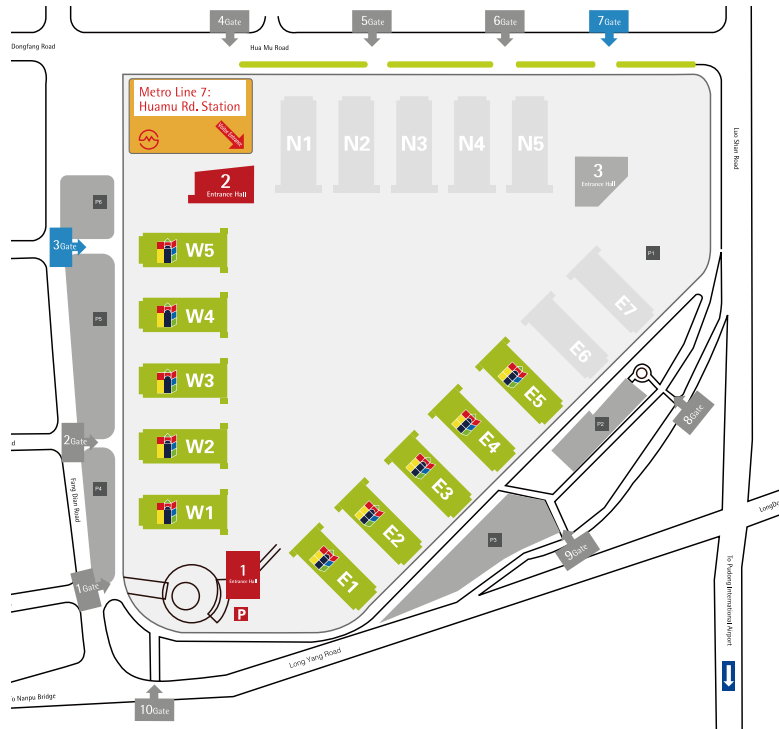 4Gate
5Gate
6Gate
7Gate
Dongfang Road
Hua Mu Road
Metro Line 7:
Huamu Rd. Station
N1
N2
N3
N4
N5
Luo Shan Road
2
Entrance Hall
3
Entrance Hall
P6
3Gate
W5
P1
E7
W4
P5
E6
W3
E5
8Gate
P2
2Gate
W2
E4
P4
Fang Dian Road
E3
W1
E2
P3
9Gate
LongDo
1Gate
1
Entrance Hall
E1
P
To Pudong International Airport
Long Yang Road
To Nanpu Bridge
10Gate